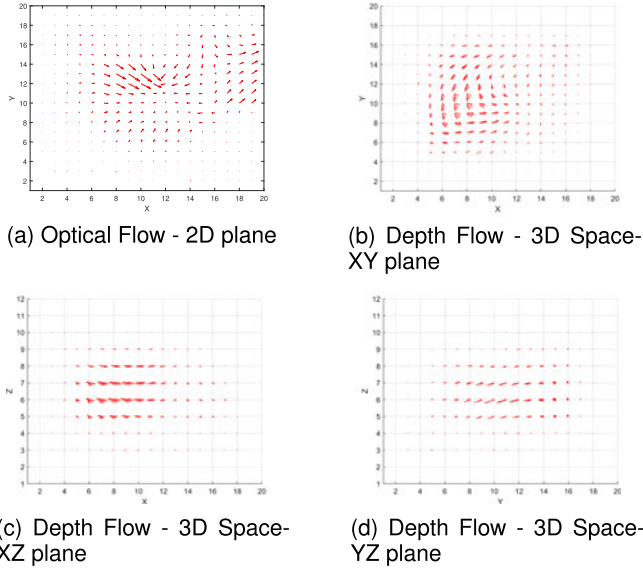 20
18
16
14
12
10
8
6
4
2
Y
2 4 6 8 10 12 14 16 18 20
X
(a) Optical Flow - 2D plane
20
18
16
14
12
10
8
6
4
2
Y
2 4 6 8 10 12 14 16 18 20
X
(b) Depth Flow - 3D Space-
XY plane
12
11
10
9
8
7
6
5
4
3
2
1
Z
2 4 6 8 10 12 14 16 18 20
X
(c) Depth Flow - 3D Space-
XZ plane
12
11
10
9
8
7
6
5
4
3
2
1
Z
2 4 6 8 10 12 14 16 18 20
Y
(d) Depth Flow - 3D Space-
YZ plane